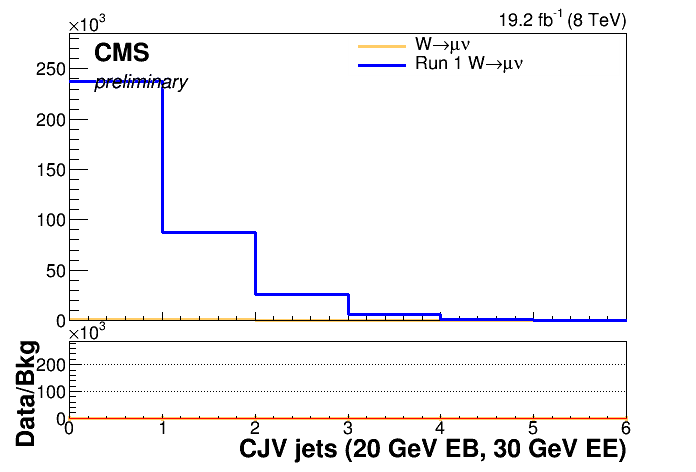 ×10³ 19.2 fb⁻¹ (8 TeV)
CMS
preliminary
W→μν
Run 1 W→μν
250
200
150
100
50
0
×10³
Data/Bkg
200
100
0
0 1 2 3 4 5 6
CJV jets (20 GeV EB, 30 GeV EE)